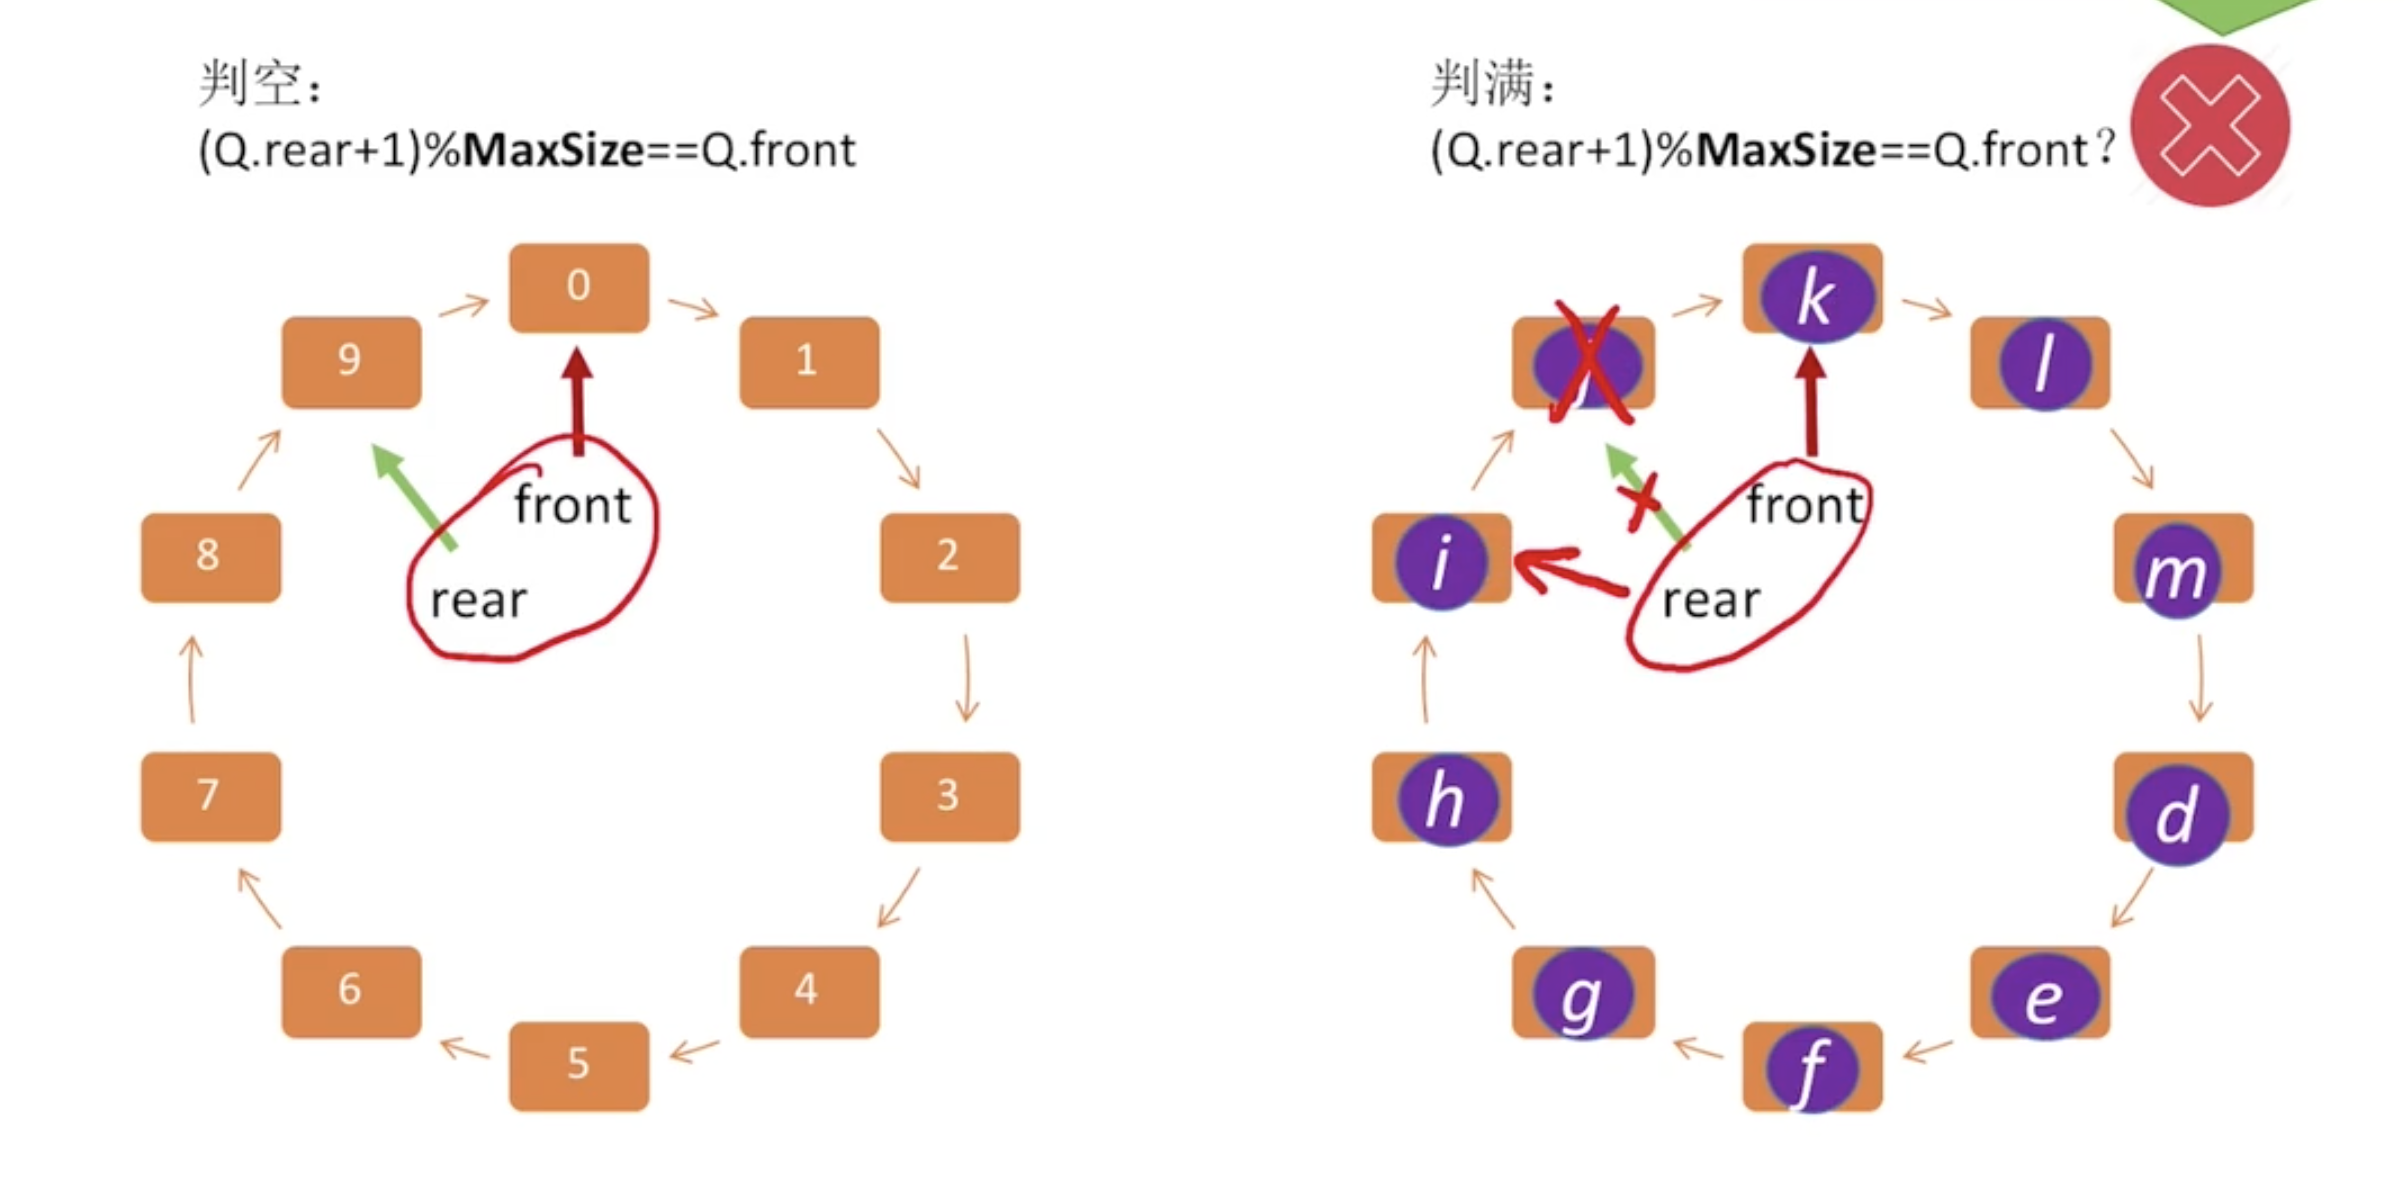 判空：
(Q.rear+1)%MaxSize==Q.front
0
9
1
front
8
rear
2
7
3
6
4
5
判满：
(Q.rear+1)%MaxSize==Q.front？
k
l
front
i
rear
m
h
d
g
e
f